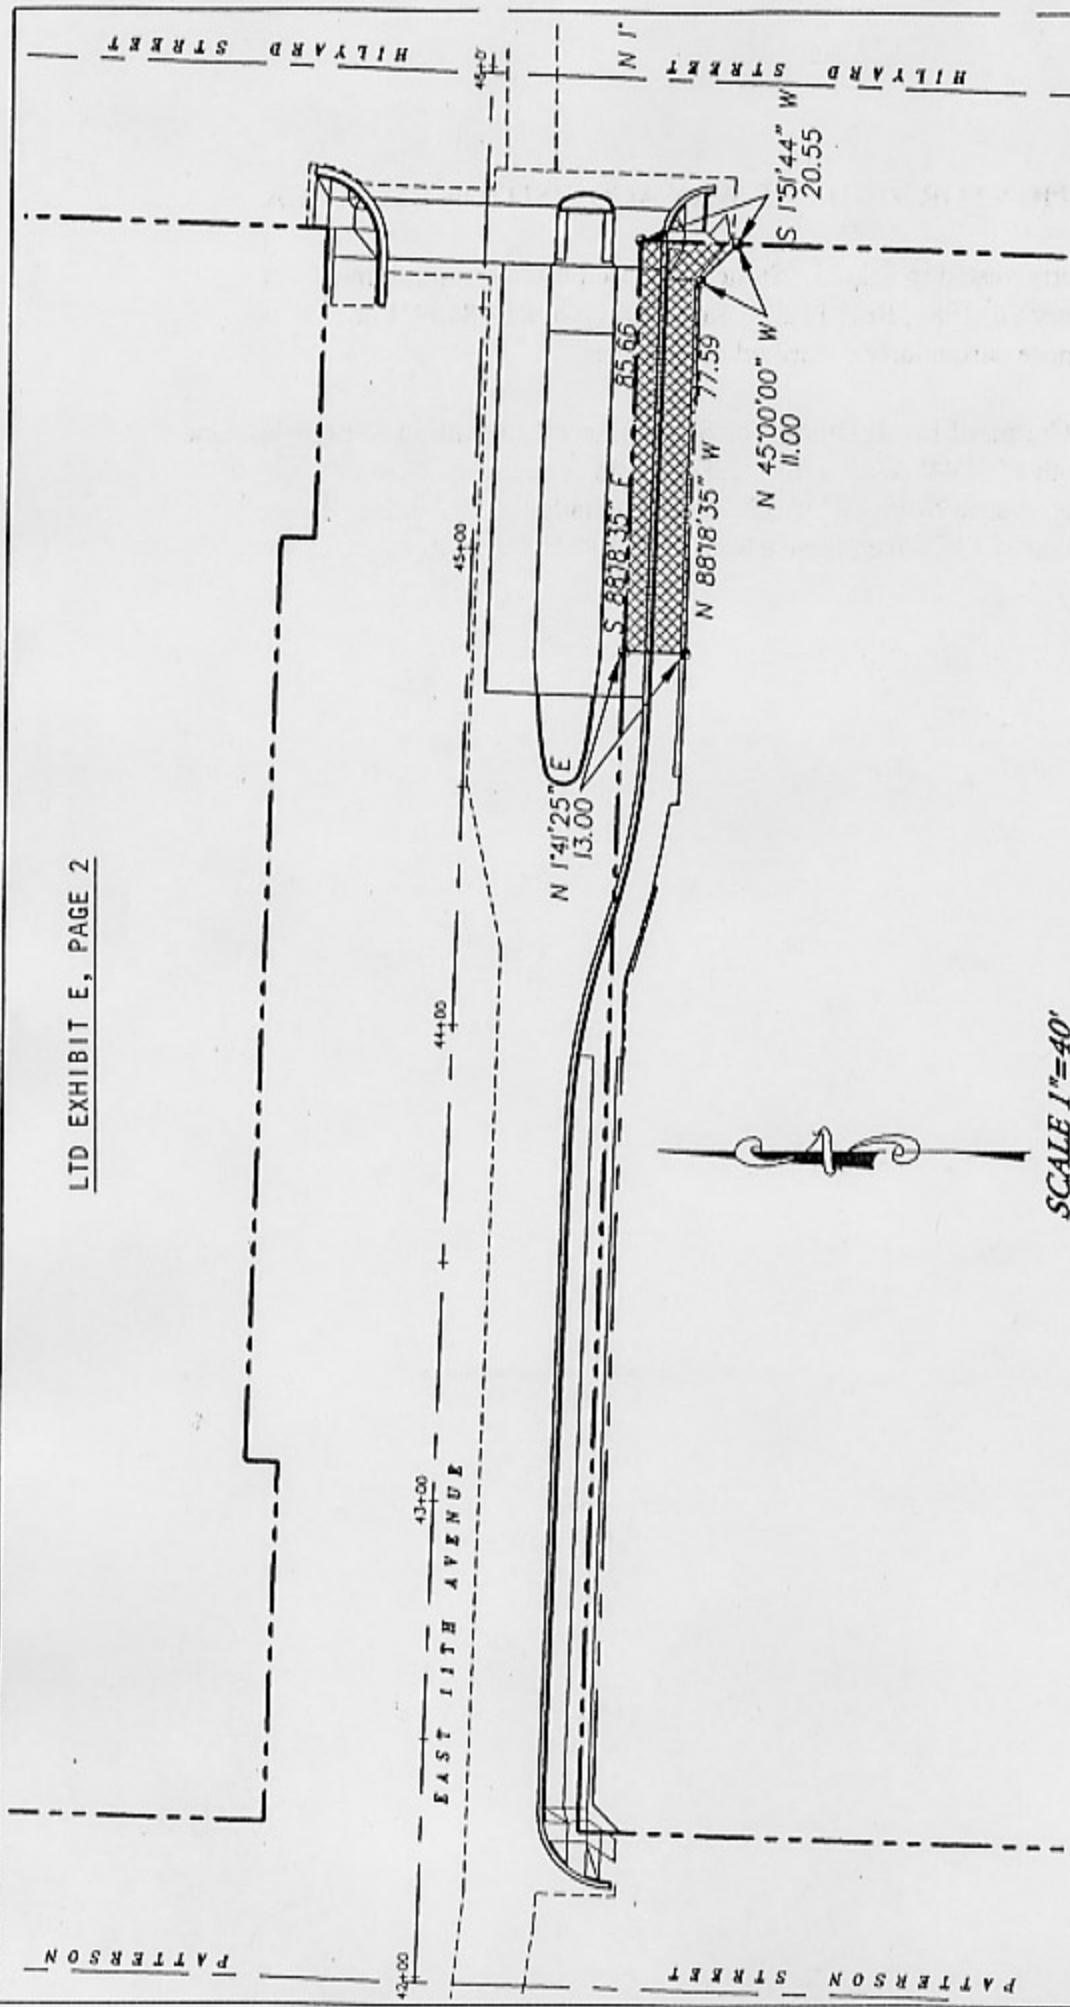 LTD EXHIBIT E, PAGE 2
HILYARD STREET
HILYARD STREET
N 1°
S 1°51'44" W
20.55
N 45°00'00" W
11.00
S 88°18'35" E 85.66
N 88°18'35" W 77.59
N 1°41'25" E
13.00
45+00
44+00
43+00
42+00
EAST 11TH AVENUE
PATTERSON
PATTERSON STREET
SCALE 1"=40'